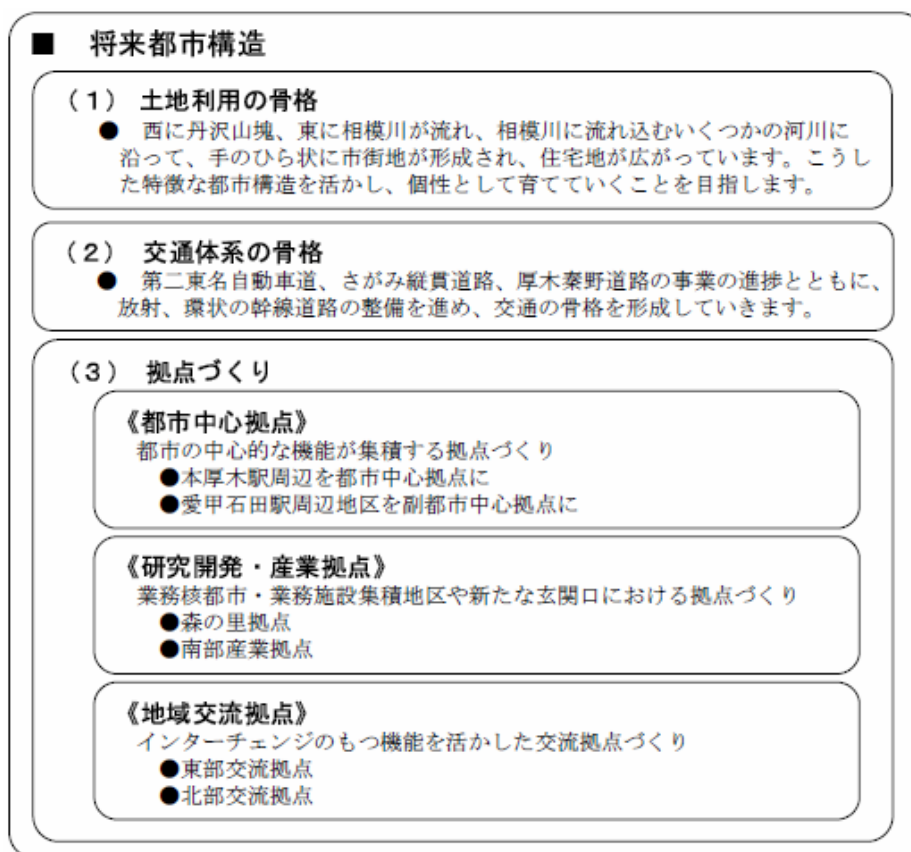 ■ 将来都市構造
（1） 土地利用の骨格
● 西に丹沢山塊、東に相模川が流れ、相模川に流れ込むいくつかの河川に
沿って、手のひら状に市街地が形成され、住宅地が広がっています。こうし
た特徴な都市構造を活かし、個性として育てていくことを目指します。
（2） 交通体系の骨格
● 第二東名自動車道、さがみ縦貫道路、厚木秦野道路の事業の進捗とともに、
放射、環状の幹線道路の整備を進め、交通の骨格を形成していきます。
（3） 拠点づくり
《都市中心拠点》
都市の中心的な機能が集積する拠点づくり
●本厚木駅周辺を都市中心拠点に
●愛甲石田駅周辺地区を副都市中心拠点に
《研究開発・産業拠点》
業務核都市・業務施設集積地区や新たな玄関口における拠点づくり
●森の里拠点
●南部産業拠点
《地域交流拠点》
インターチェンジのもつ機能を活かした交流拠点づくり
●東部交流拠点
●北部交流拠点